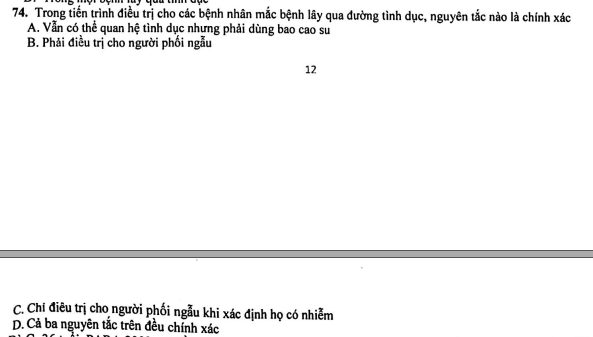 74. Trong tiến trình điều trị cho các bệnh nhân mắc bệnh lây qua đường tình dục, nguyên tắc nào là chính xác
A. Vẫn có thể quan hệ tình dục nhưng phải dùng bao cao su
B. Phải điều trị cho người phối ngẫu
12
C. Chỉ điều trị cho người phối ngẫu khi xác định họ có nhiễm
D. Cả ba nguyên tắc trên đều chính xác